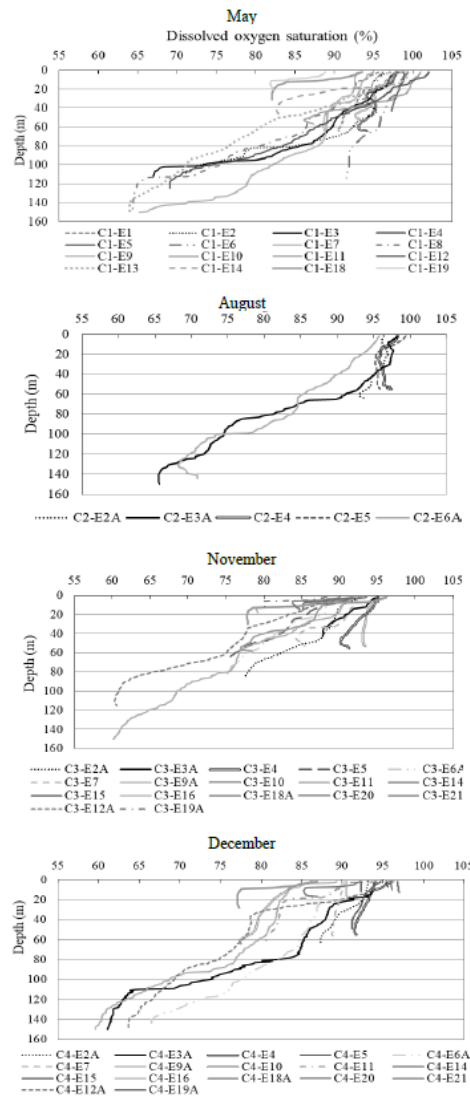 May
Dissolved oxygen saturation (%)
55 60 65 70 75 80 85 90 95 100 105
0
20
40
60
80
100
120
140
160
Depth (m)
C1-E1 C1-E2 C1-E3 C1-E4
C1-E5 C1-E6 C1-E7 C1-E8
C1-E9 C1-E10 C1-E11 C1-E12
C1-E13 C1-E14 C1-E18 C1-E19
August
55 60 65 70 75 80 85 90 95 100 105
0
20
40
60
80
100
120
140
160
Depth (m)
C2-E2A C2-E3A C2-E4 C2-E5 C2-E6A
November
55 60 65 70 75 80 85 90 95 100 105
0
20
40
60
80
100
120
140
160
Depth (m)
C3-E2A C3-E3A C3-E4 C3-E5 C3-E6A
C3-E7 C3-E9A C3-E10 C3-E11 C3-E14
C3-E15 C3-E16 C3-E18A C3-E20 C3-E21
C3-E12A C3-E19A
December
55 60 65 70 75 80 85 90 95 100 105
0
20
40
60
80
100
120
140
160
Depth (m)
C4-E2A C4-E3A C4-E4 C4-E5 C4-E6A
C4-E7 C4-E9A C4-E10 C4-E11 C4-E14
C4-E15 C4-E16 C4-E18A C4-E20 C4-E21
C4-E12A C4-E19A